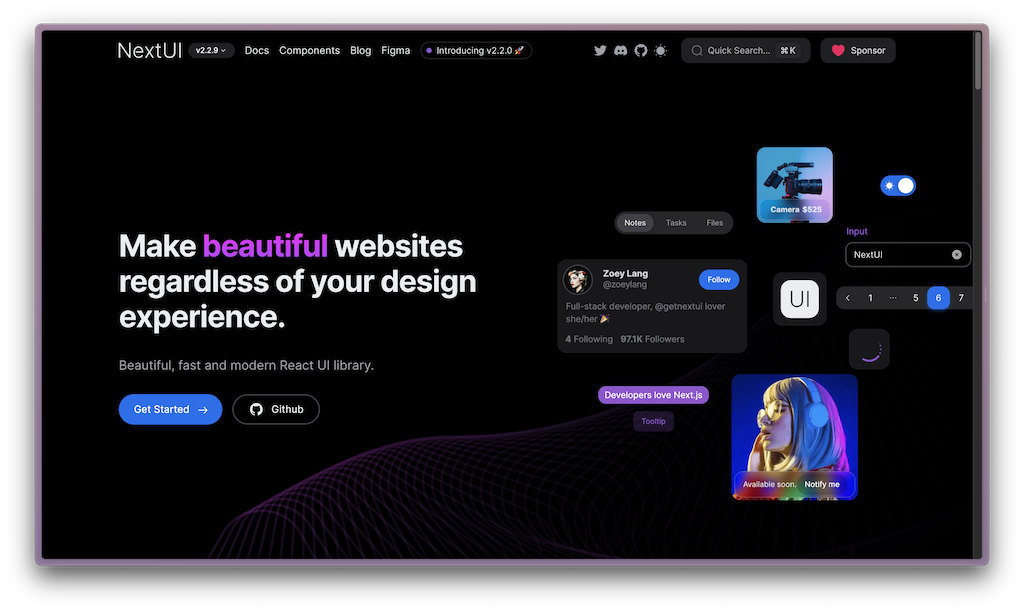 NextUI
v2.2.9
Docs
Components
Blog
Figma
Introducing v2.2.0 🚀
Quick Search...
⌘K
Sponsor
Make beautiful websites
regardless of your design
experience.
Beautiful, fast and modern React UI library.
Get Started →
Github
Camera $525
Notes
Tasks
Files
Input
NextUI
Zoey Lang
@zoeylang
Follow
Full-stack developer, @getnextui lover
she/her 🎉
4 Following 97.1K Followers
UI
‹ 1 ... 5 6 7
Developers love Next.js
Tooltip
Available soon.
Notify me